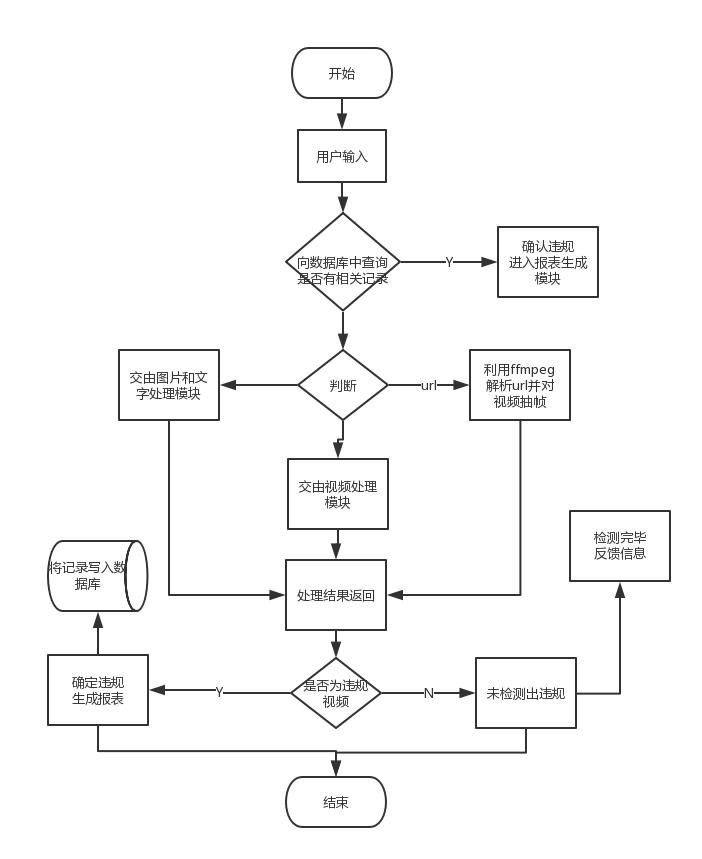 开始
用户输入
向数据库中查询
是否有相关记录
Y
确认违规
进入报表生成
模块
交由图片和文
字处理模块
判断
url
利用ffmpeg
解析url并对
视频抽帧
交由视频处理
模块
检测完毕
反馈信息
将记录写入数
据库
处理结果返回
确定违规
生成报表
Y
是否为违规
视频
N
未检测出违规
结束